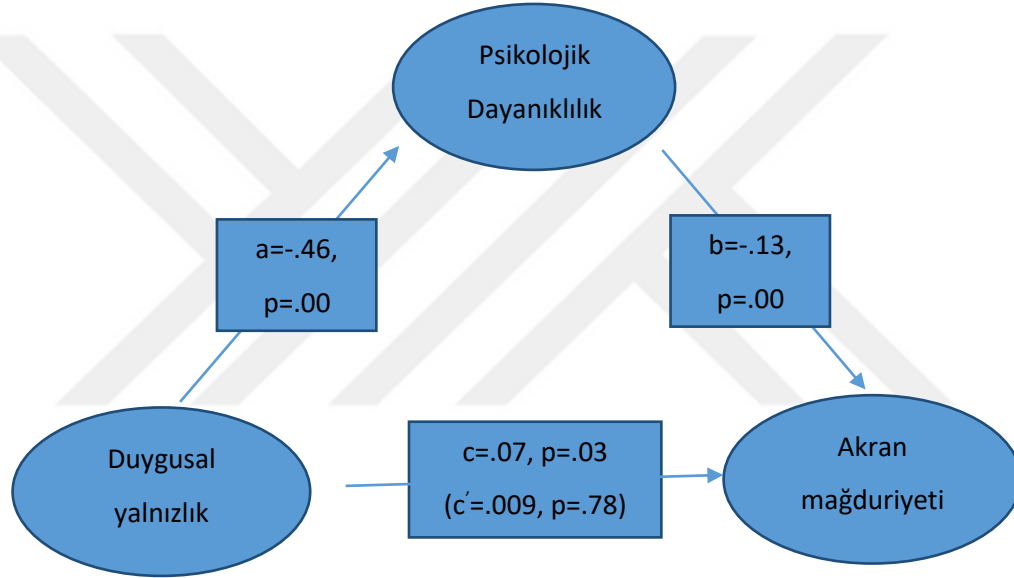 Psikolojik
Dayanıklılık
a=-.46,
p=.00
b=-.13,
p=.00
Duygusal
yalnızlık
c=.07, p=.03
(c′=.009, p=.78)
Akran
mağduriyeti